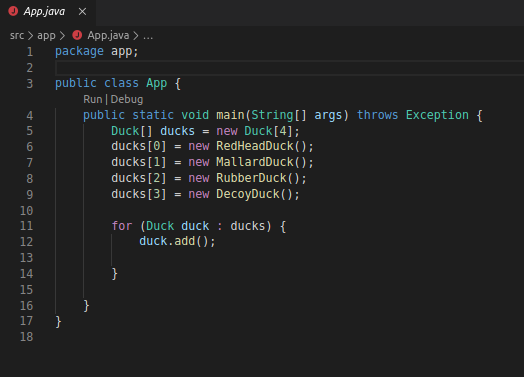 App.java ×
src > app > App.java > ...
1 package app;
2
3 public class App {
Run | Debug
4 public static void main(String[] args) throws Exception {
5 Duck[] ducks = new Duck[4];
6 ducks[0] = new RedHeadDuck();
7 ducks[1] = new MallardDuck();
8 ducks[2] = new RubberDuck();
9 ducks[3] = new DecoyDuck();
10
11 for (Duck duck : ducks) {
12 duck.add();
13
14 }
15
16 }
17 }
18